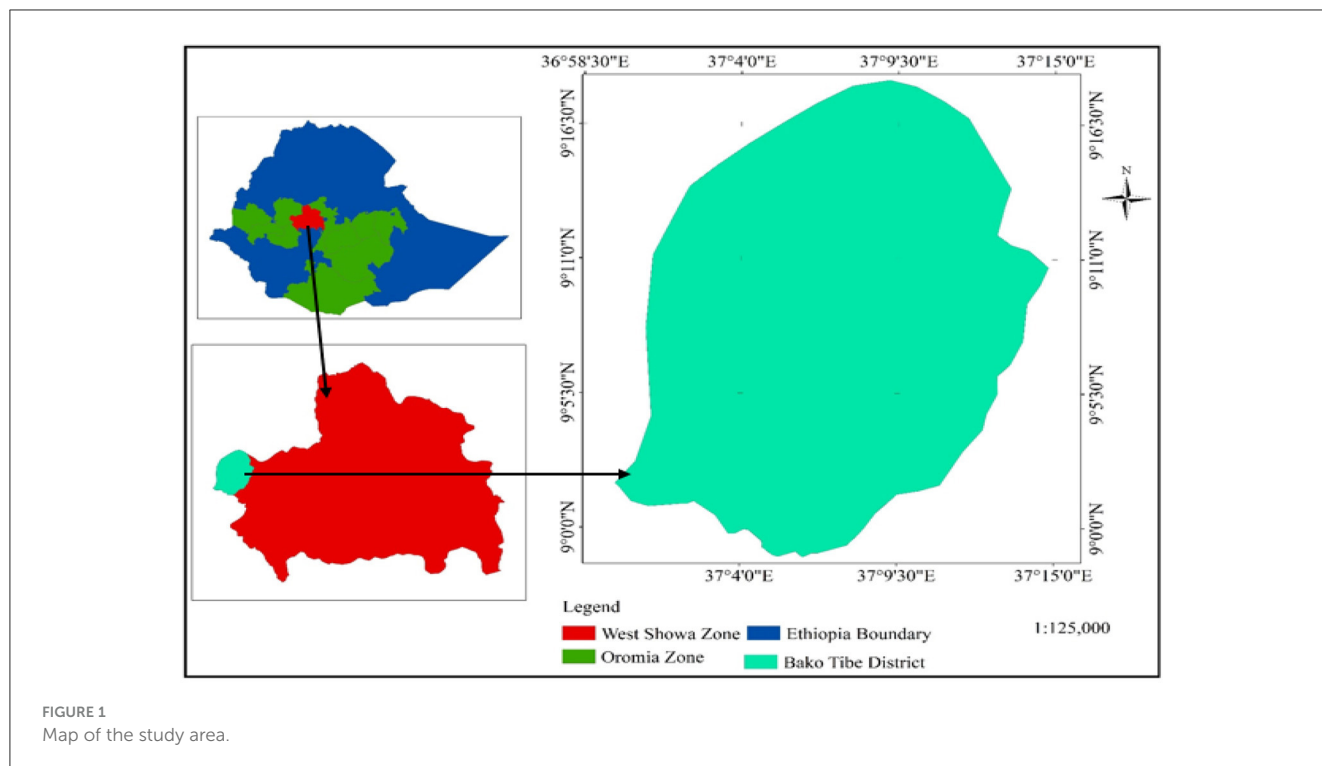 36°58'30"E 37°4'0"E 37°9'30"E 37°15'0"E
9°16'30"N 9°16'30"N
N
9°11'0"N 9°11'0"N
9°5'30"N 9°5'30"N
9°0'0"N 9°0'0"N
37°4'0"E 37°9'30"E 37°15'0"E
Legend
West Showa Zone Ethiopia Boundary 1:125,000
Oromia Zone Bako Tibe District
FIGURE 1
Map of the study area.